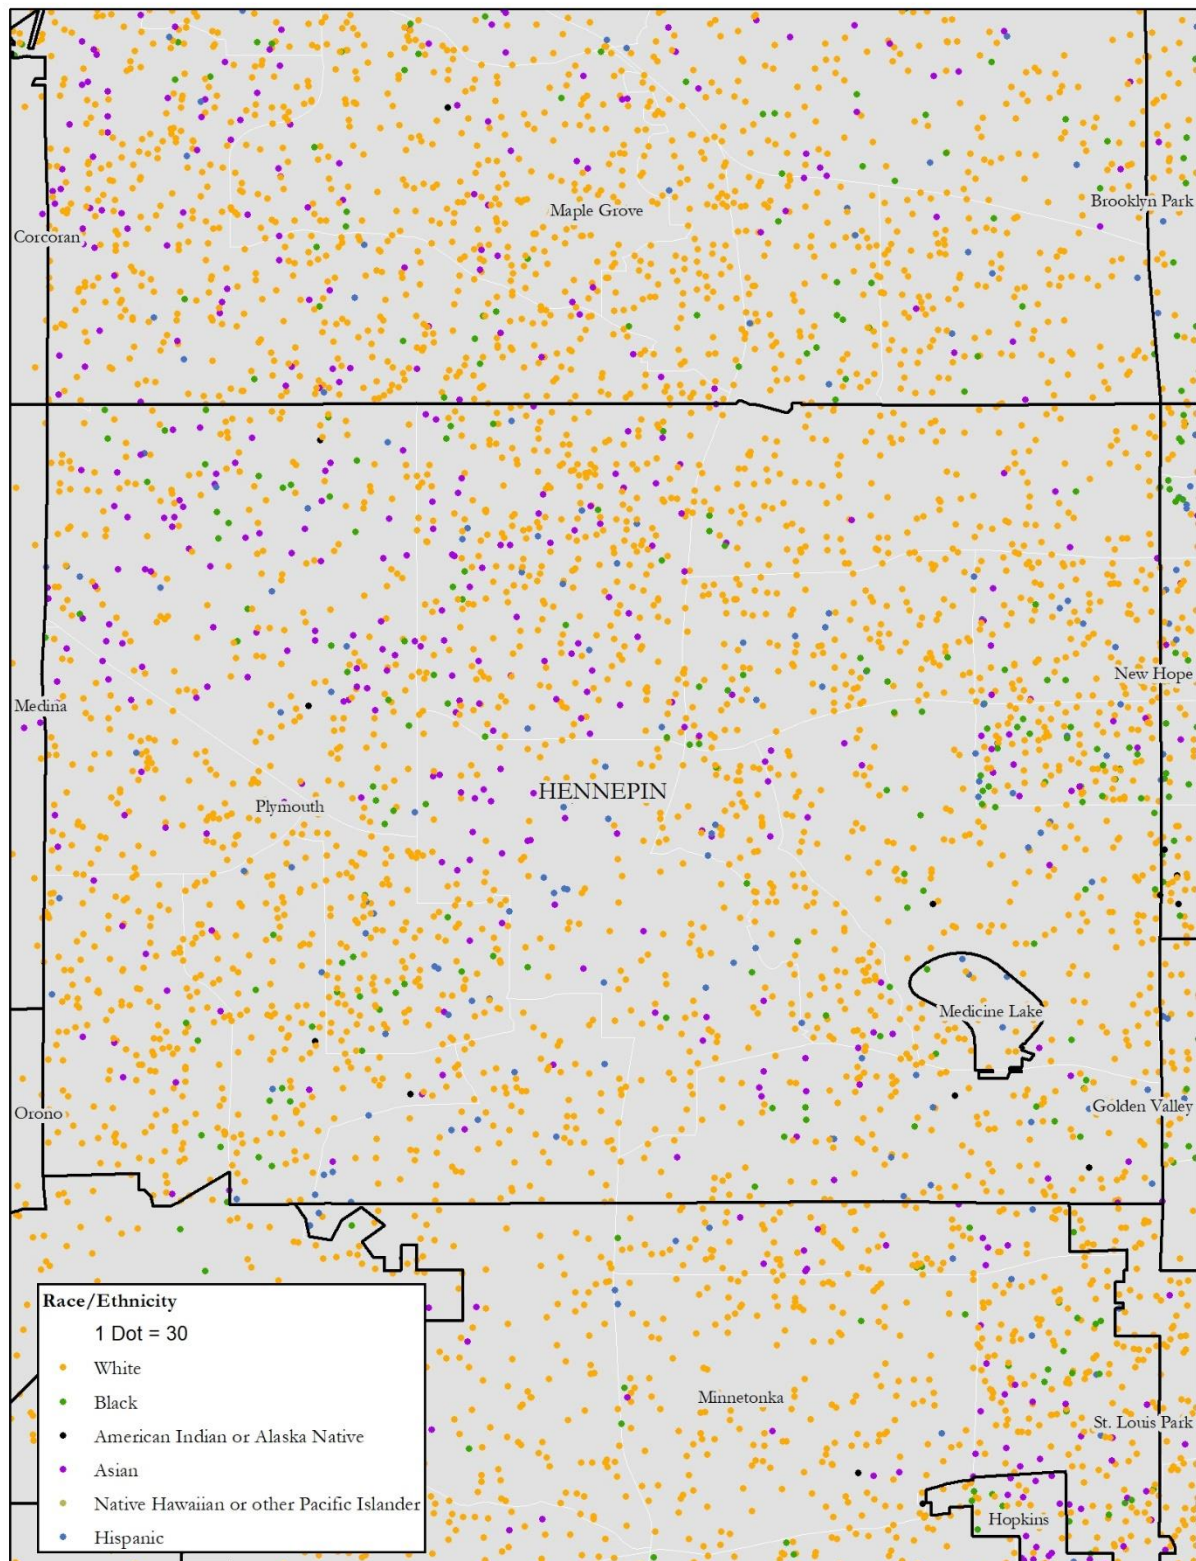 Maple Grove
Brooklyn Park
Corcoran
New Hope
Medina
HENNEPIN
Plymouth
Medicine Lake
Orono
Golden Valley
Race/Ethnicity
1 Dot = 30
White
Black
American Indian or Alaska Native
Asian
Native Hawaiian or other Pacific Islander
Hispanic
Minnetonka
St. Louis Park
Hopkins